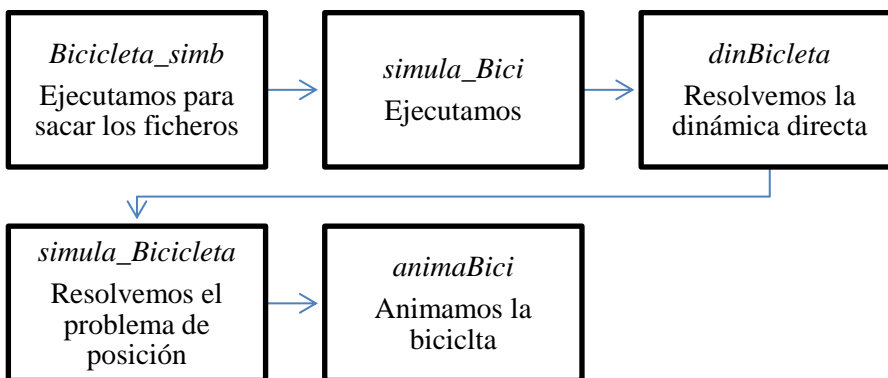 Bicicleta_simb
Ejecutamos para
sacar los ficheros
simula_Bici
Ejecutamos
dinBicleta
Resolvemos la
dinámica directa
simula_Bicicleta
Resolvemos el
problema de
posición
animaBici
Animamos la
biciclta